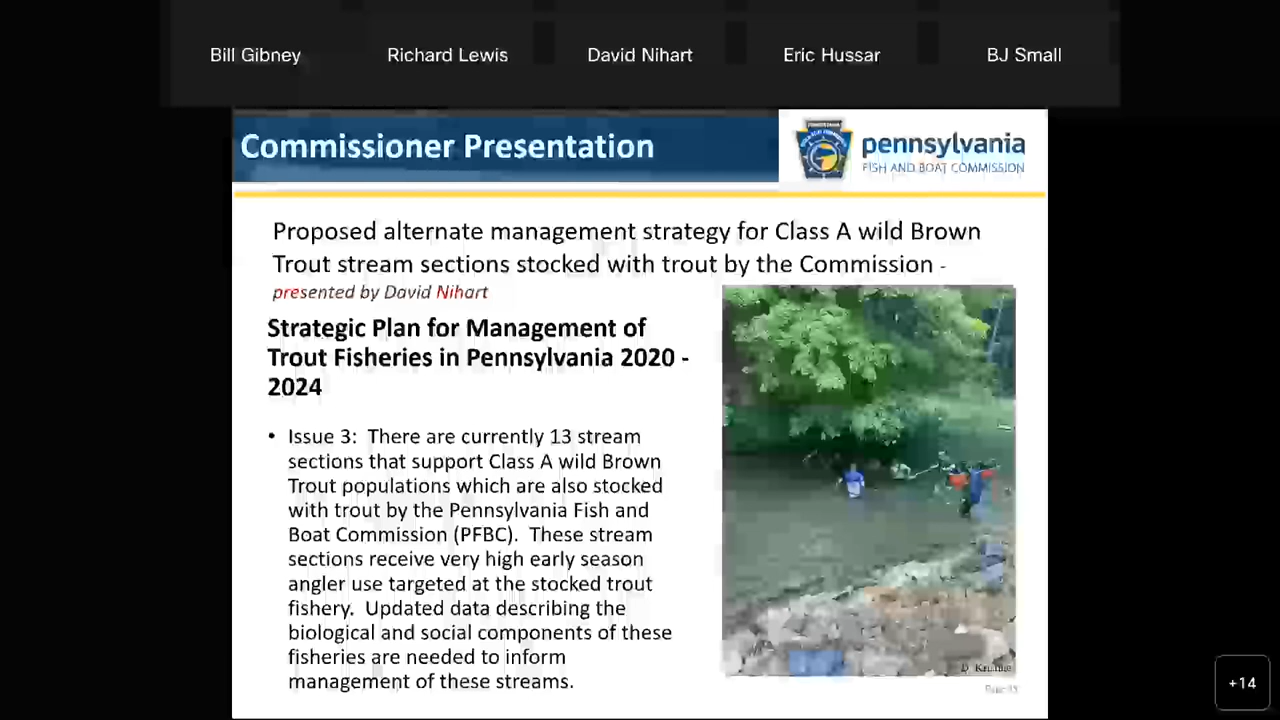 Bill Gibney
Richard Lewis
David Nihart
Eric Hussar
BJ Small
Commissioner Presentation
pennsylvania
FISH AND BOAT COMMISSION
Proposed alternate management strategy for Class A wild Brown
Trout stream sections stocked with trout by the Commission -
presented by David Nihart
Strategic Plan for Management of
Trout Fisheries in Pennsylvania 2020 -
2024
• Issue 3: There are currently 13 stream
sections that support Class A wild Brown
Trout populations which are also stocked
with trout by the Pennsylvania Fish and
Boat Commission (PFBC). These stream
sections receive very high early season
angler use targeted at the stocked trout
fishery. Updated data describing the
biological and social components of these
fisheries are needed to inform
management of these streams.
+14